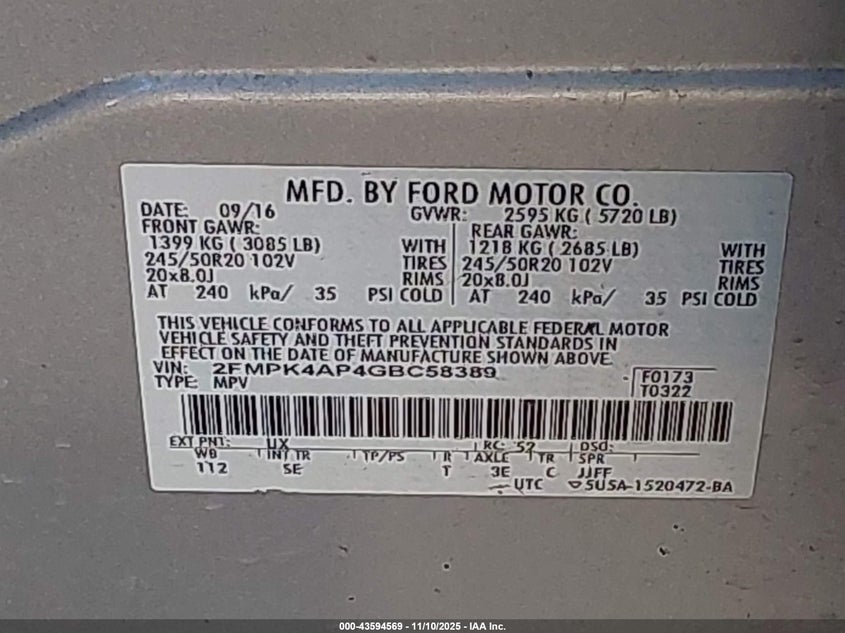 MFD. BY FORD MOTOR CO.
DATE: 09/16 GVWR: 2595 KG ( 5720 LB)
FRONT GAWR: REAR GAWR:
1399 KG ( 3085 LB) WITH 1218 KG ( 2685 LB) WITH
245/50R20 102V TIRES 245/50R20 102V TIRES
20x8.0J RIMS 20x8.0J RIMS
AT 240 kPa/ 35 PSI COLD AT 240 kPa/ 35 PSI COLD
THIS VEHICLE CONFORMS TO ALL APPLICABLE FEDERAL MOTOR
VEHICLE SAFETY AND THEFT PREVENTION STANDARDS IN
EFFECT ON THE DATE OF MANUFACTURE SHOWN ABOVE.
VIN: 2FMPK4AP4GBC58389 F0173
TYPE: MPV T0322
EXT PNT: UX RC: 52 DSO:
WB INT TR TP/PS R AXLE TR SPR
112 SE T 3E C JJFF
UTC 5U5A-1520472-BA
000-43594569 - 11/10/2025 - IAA Inc.